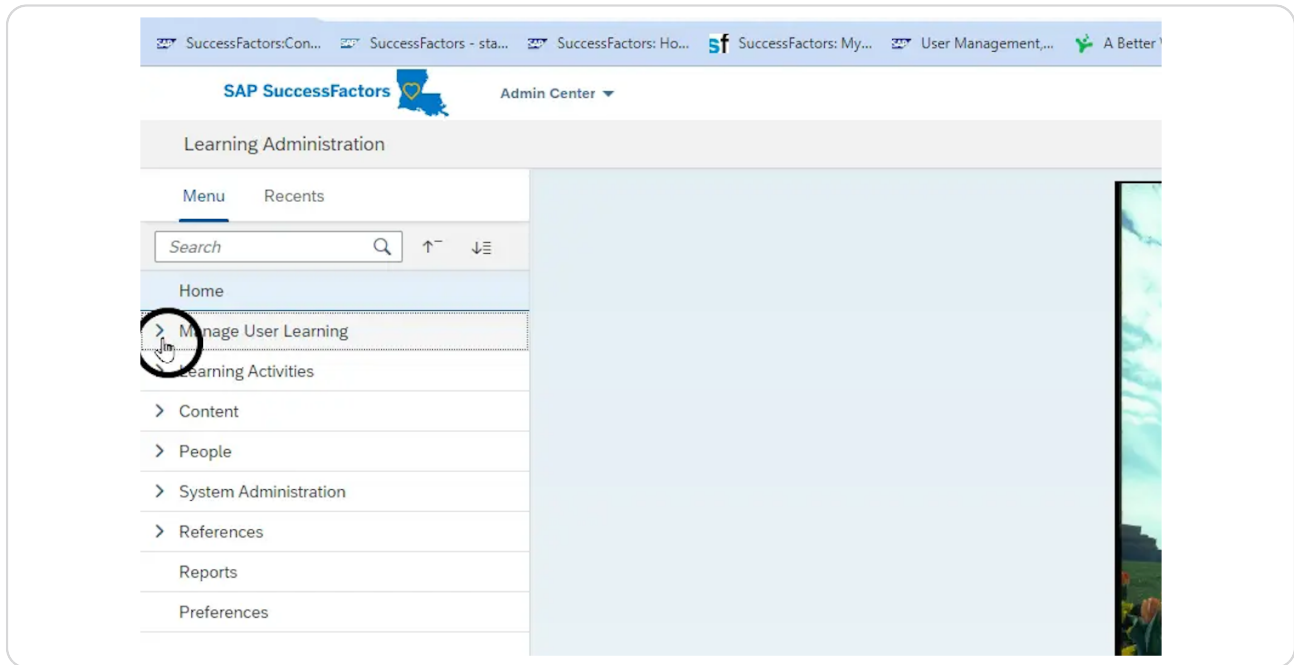 SuccessFactors:Con... SuccessFactors - sta... SuccessFactors: Ho... sf SuccessFactors: My... User Management,... A Better
SAP SuccessFactors Admin Center
Learning Administration
Menu Recents
Search
Home
Manage User Learning
Learning Activities
Content
People
System Administration
References
Reports
Preferences